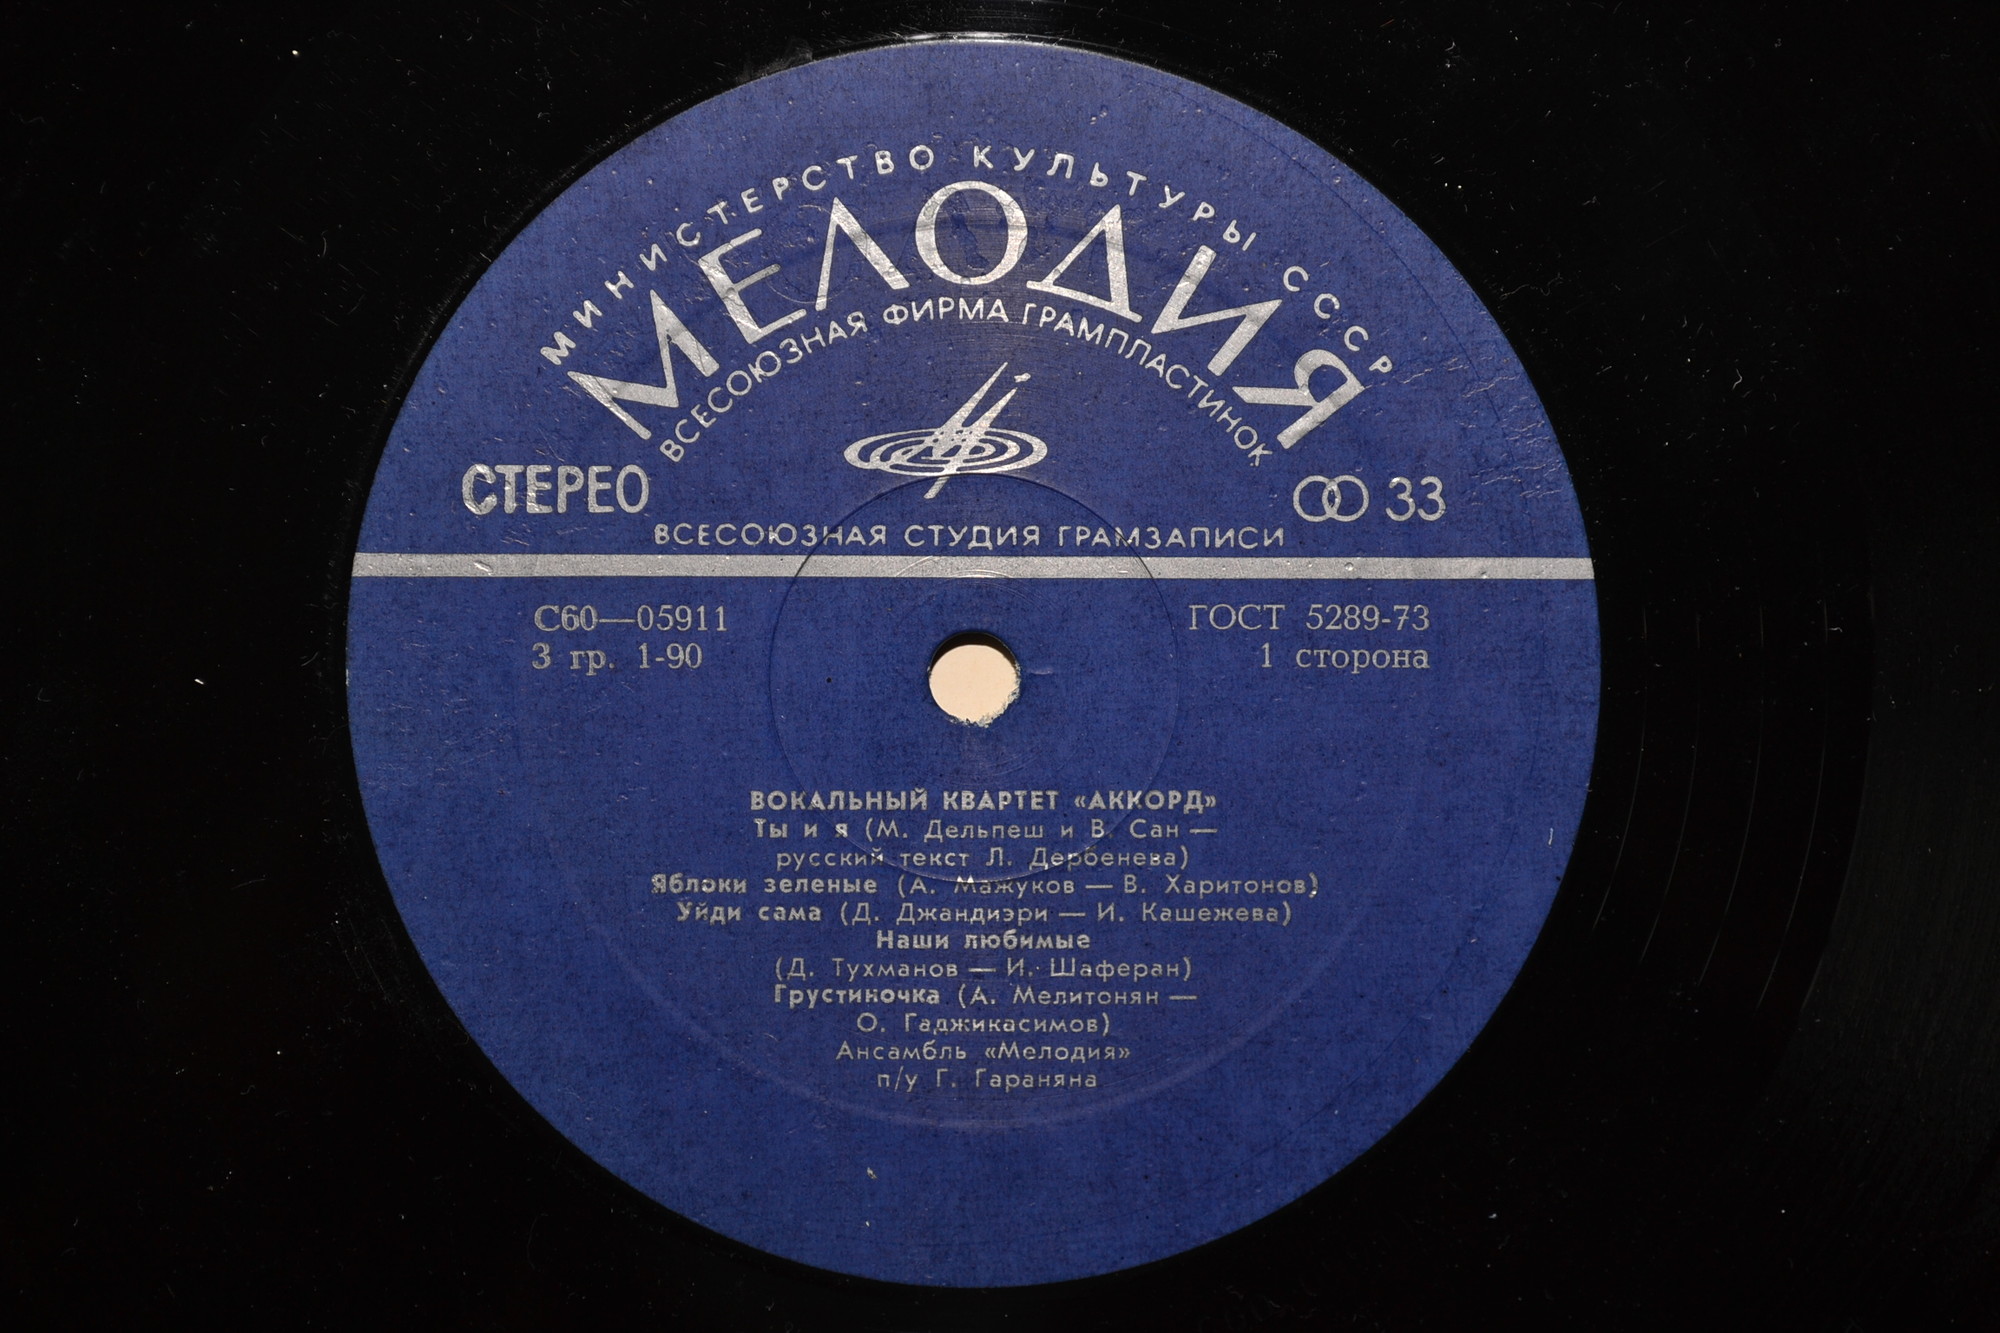 МИНИСТЕРСТВО КУЛЬТУРЫ СССР
МЕЛОДИЯ
ВСЕСОЮЗНАЯ ФИРМА ГРАМПЛАСТИНОК
СТЕРЕО
33
ВСЕСОЮЗНАЯ СТУДИЯ ГРАМЗАПИСИ
С60—05911
ГОСТ 5289-73
3 гр. 1-90
1 сторона
ВОКАЛЬНЫЙ КВАРТЕТ «АККОРД»
Ты и я (М. Дельпеш и В. Сан —
русский текст Л. Дербенева)
Яблоки зеленые (А. Мажуков — В. Харитонов)
Уйди сама (Д. Джандиэри — И. Кашежева)
Наши любимые
(Д. Тухманов — И. Шаферан)
Грустиночка (А. Мелитонян —
О. Гаджикасимов)
Ансамбль «Мелодия»
п/у Г. Гараняна